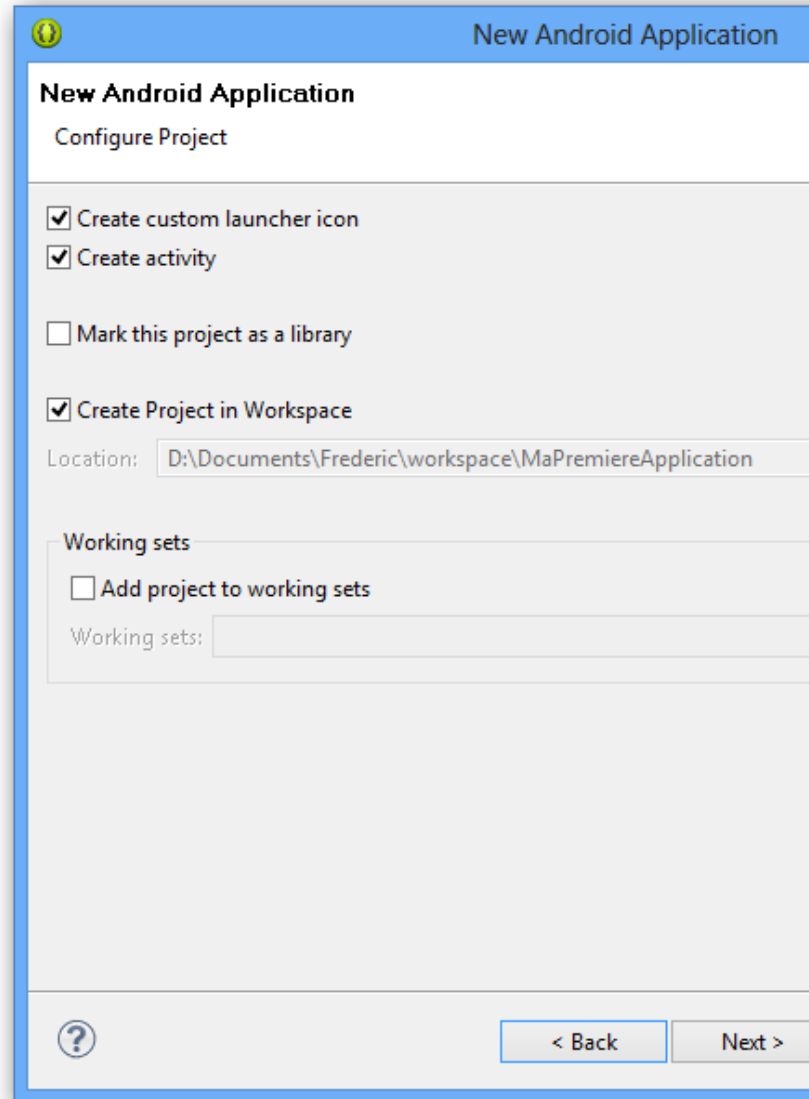 New Android Application
New Android Application
Configure Project
Create custom launcher icon
Create activity
Mark this project as a library
Create Project in Workspace
Location: D:\Documents\Frederic\workspace\MaPremiereApplication
Working sets
Add project to working sets
Working sets:
? < Back Next >